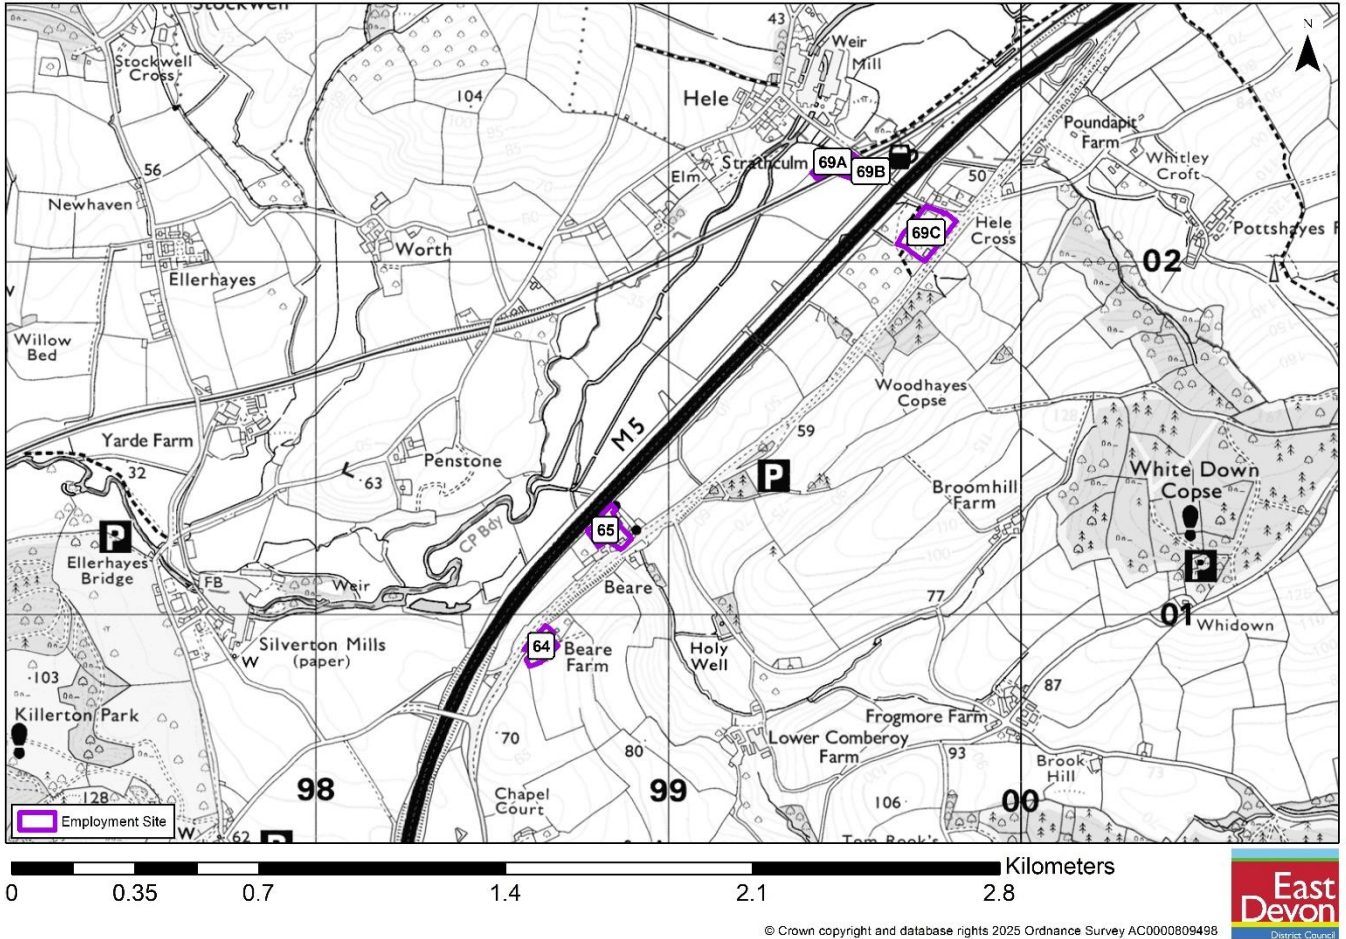 Stockwell
Stockwell
Cross
43
Weir
Mill
104
Hele
Poundapit
Farm
Whitley
Croft
56
Strathculm
69A
69B
50
Elm
Newhaven
Hele
Cross
69C
Pottshayes F
Worth
02
Ellerhayes
Willow
Bed
Woodhayes
Copse
128
M5
59
Yarde Farm
32
Penstone
63
P
White Down
Copse
Broomhill
Farm
CP Bdy
65
P
Ellerhayes
Bridge
P
FB
Weir
Beare
77
01
Whidown
Silverton Mills
(paper)
W
64
Beare
Farm
Holy
Well
103
87
Killerton Park
Frogmore Farm
70
80
Lower Comberoy
Farm
93
Brook
Hill
73
98
99
00
128
Chapel
Court
106
Employment Site
W
62
P
Tom Rook's
Kilometers
0 0.35 0.7 1.4 2.1 2.8
N
East
Devon
District Council
© Crown copyright and database rights 2025 Ordnance Survey AC0000809498